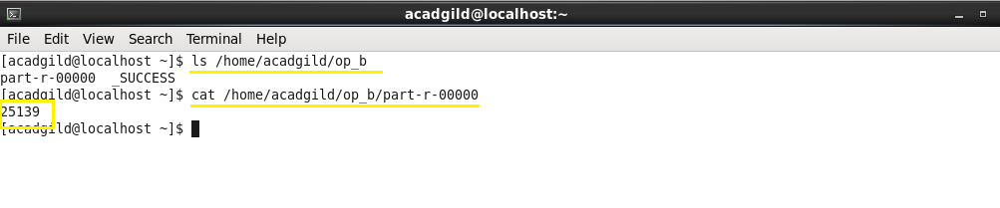 acadgild@localhost:~
File Edit View Search Terminal Help
[acadgild@localhost ~]$ ls /home/acadgild/op_b
part-r-00000  _SUCCESS
[acadgild@localhost ~]$ cat /home/acadgild/op_b/part-r-00000
25139
[acadgild@localhost ~]$